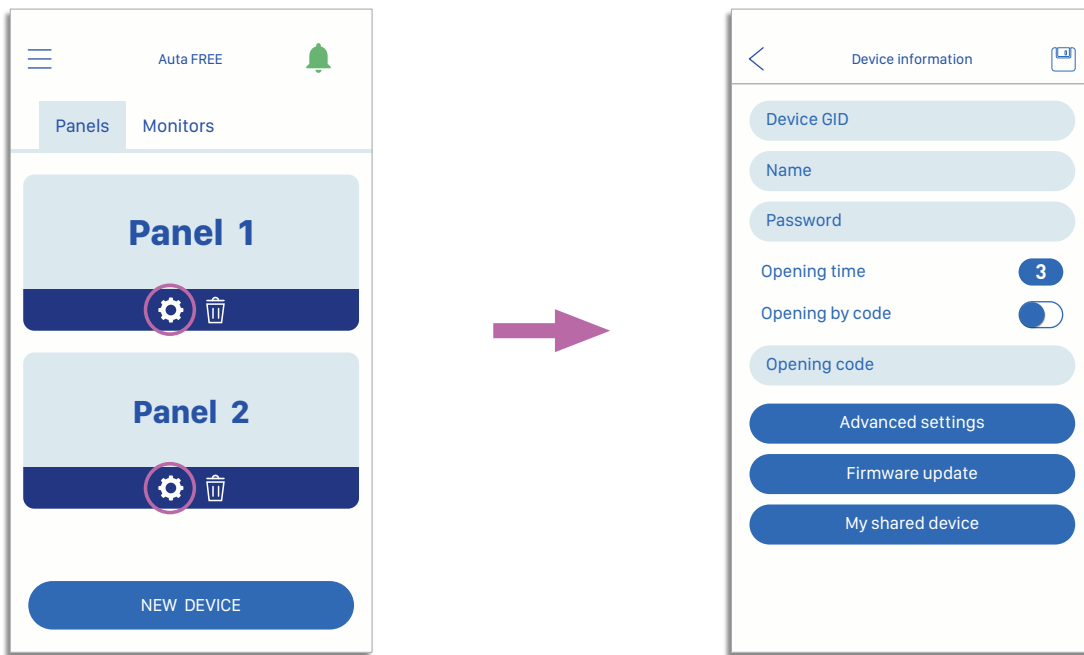 Auta FREE
Panels Monitors
Panel 1
Panel 2
NEW DEVICE
Device information
Device GID
Name
Password
Opening time 3
Opening by code
Opening code
Advanced settings
Firmware update
My shared device